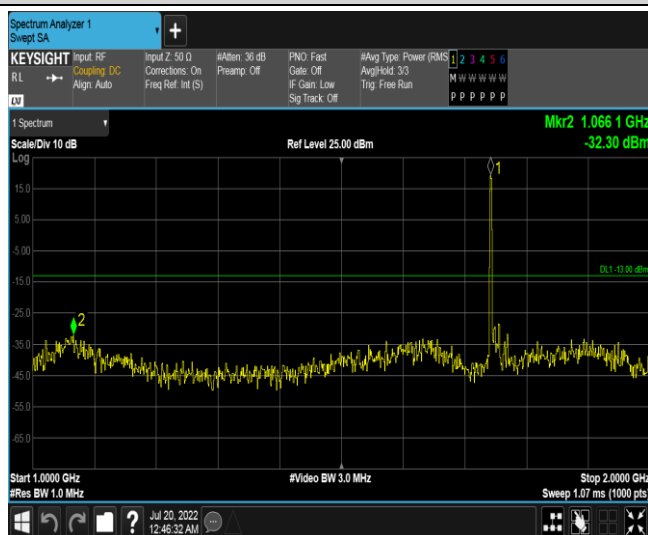 Spectrum Analyzer 1
Swept SA
+
KEYSIGHT
RL
LXI
Input: RF
Coupling: DC
Align: Auto
Input Z: 50 Ω
Corrections: On
Freq Ref: Int (S)
#Atten: 36 dB
Preamp: Off
PNO: Fast
Gate: Off
IF Gain: Low
Sig Track: Off
#Avg Type: Power (RMS
Avg|Hold: 3/3
Trig: Free Run
1 2 3 4 5 6
M W W W W W
P P P P P P
1 Spectrum
Scale/Div 10 dB
Ref Level 25.00 dBm
Mkr2 1.066 1 GHz
-32.30 dBm
Log
15.0
5.00
-5.00
-15.0
-25.0
-35.0
-45.0
-55.0
-65.0
1
2
DL1 -13.00 dBm
Start 1.0000 GHz
#Res BW 1.0 MHz
#Video BW 3.0 MHz
Stop 2.0000 GHz
Sweep 1.07 ms (1000 pts)
?
Jul 20, 2022
12:46:32 AM